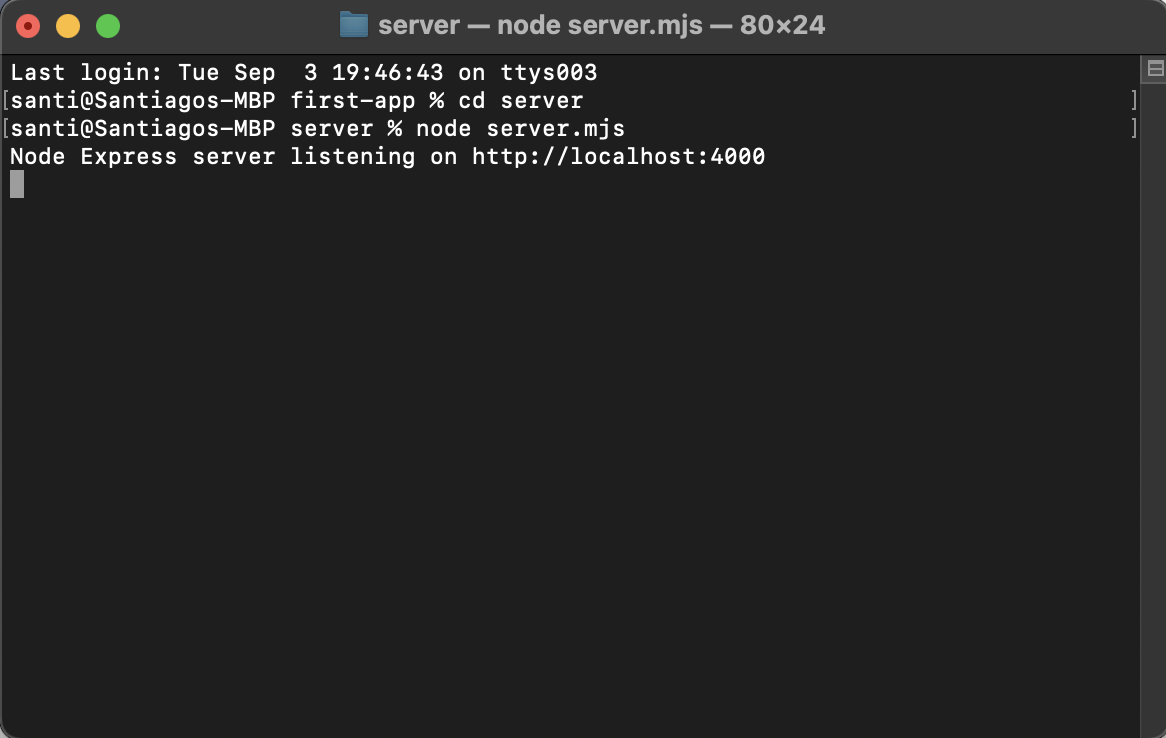 server — node server.mjs — 80×24
Last login: Tue Sep  3 19:46:43 on ttys003
[santi@Santiagos-MBP first-app % cd server ]
[santi@Santiagos-MBP server % node server.mjs ]
Node Express server listening on http://localhost:4000